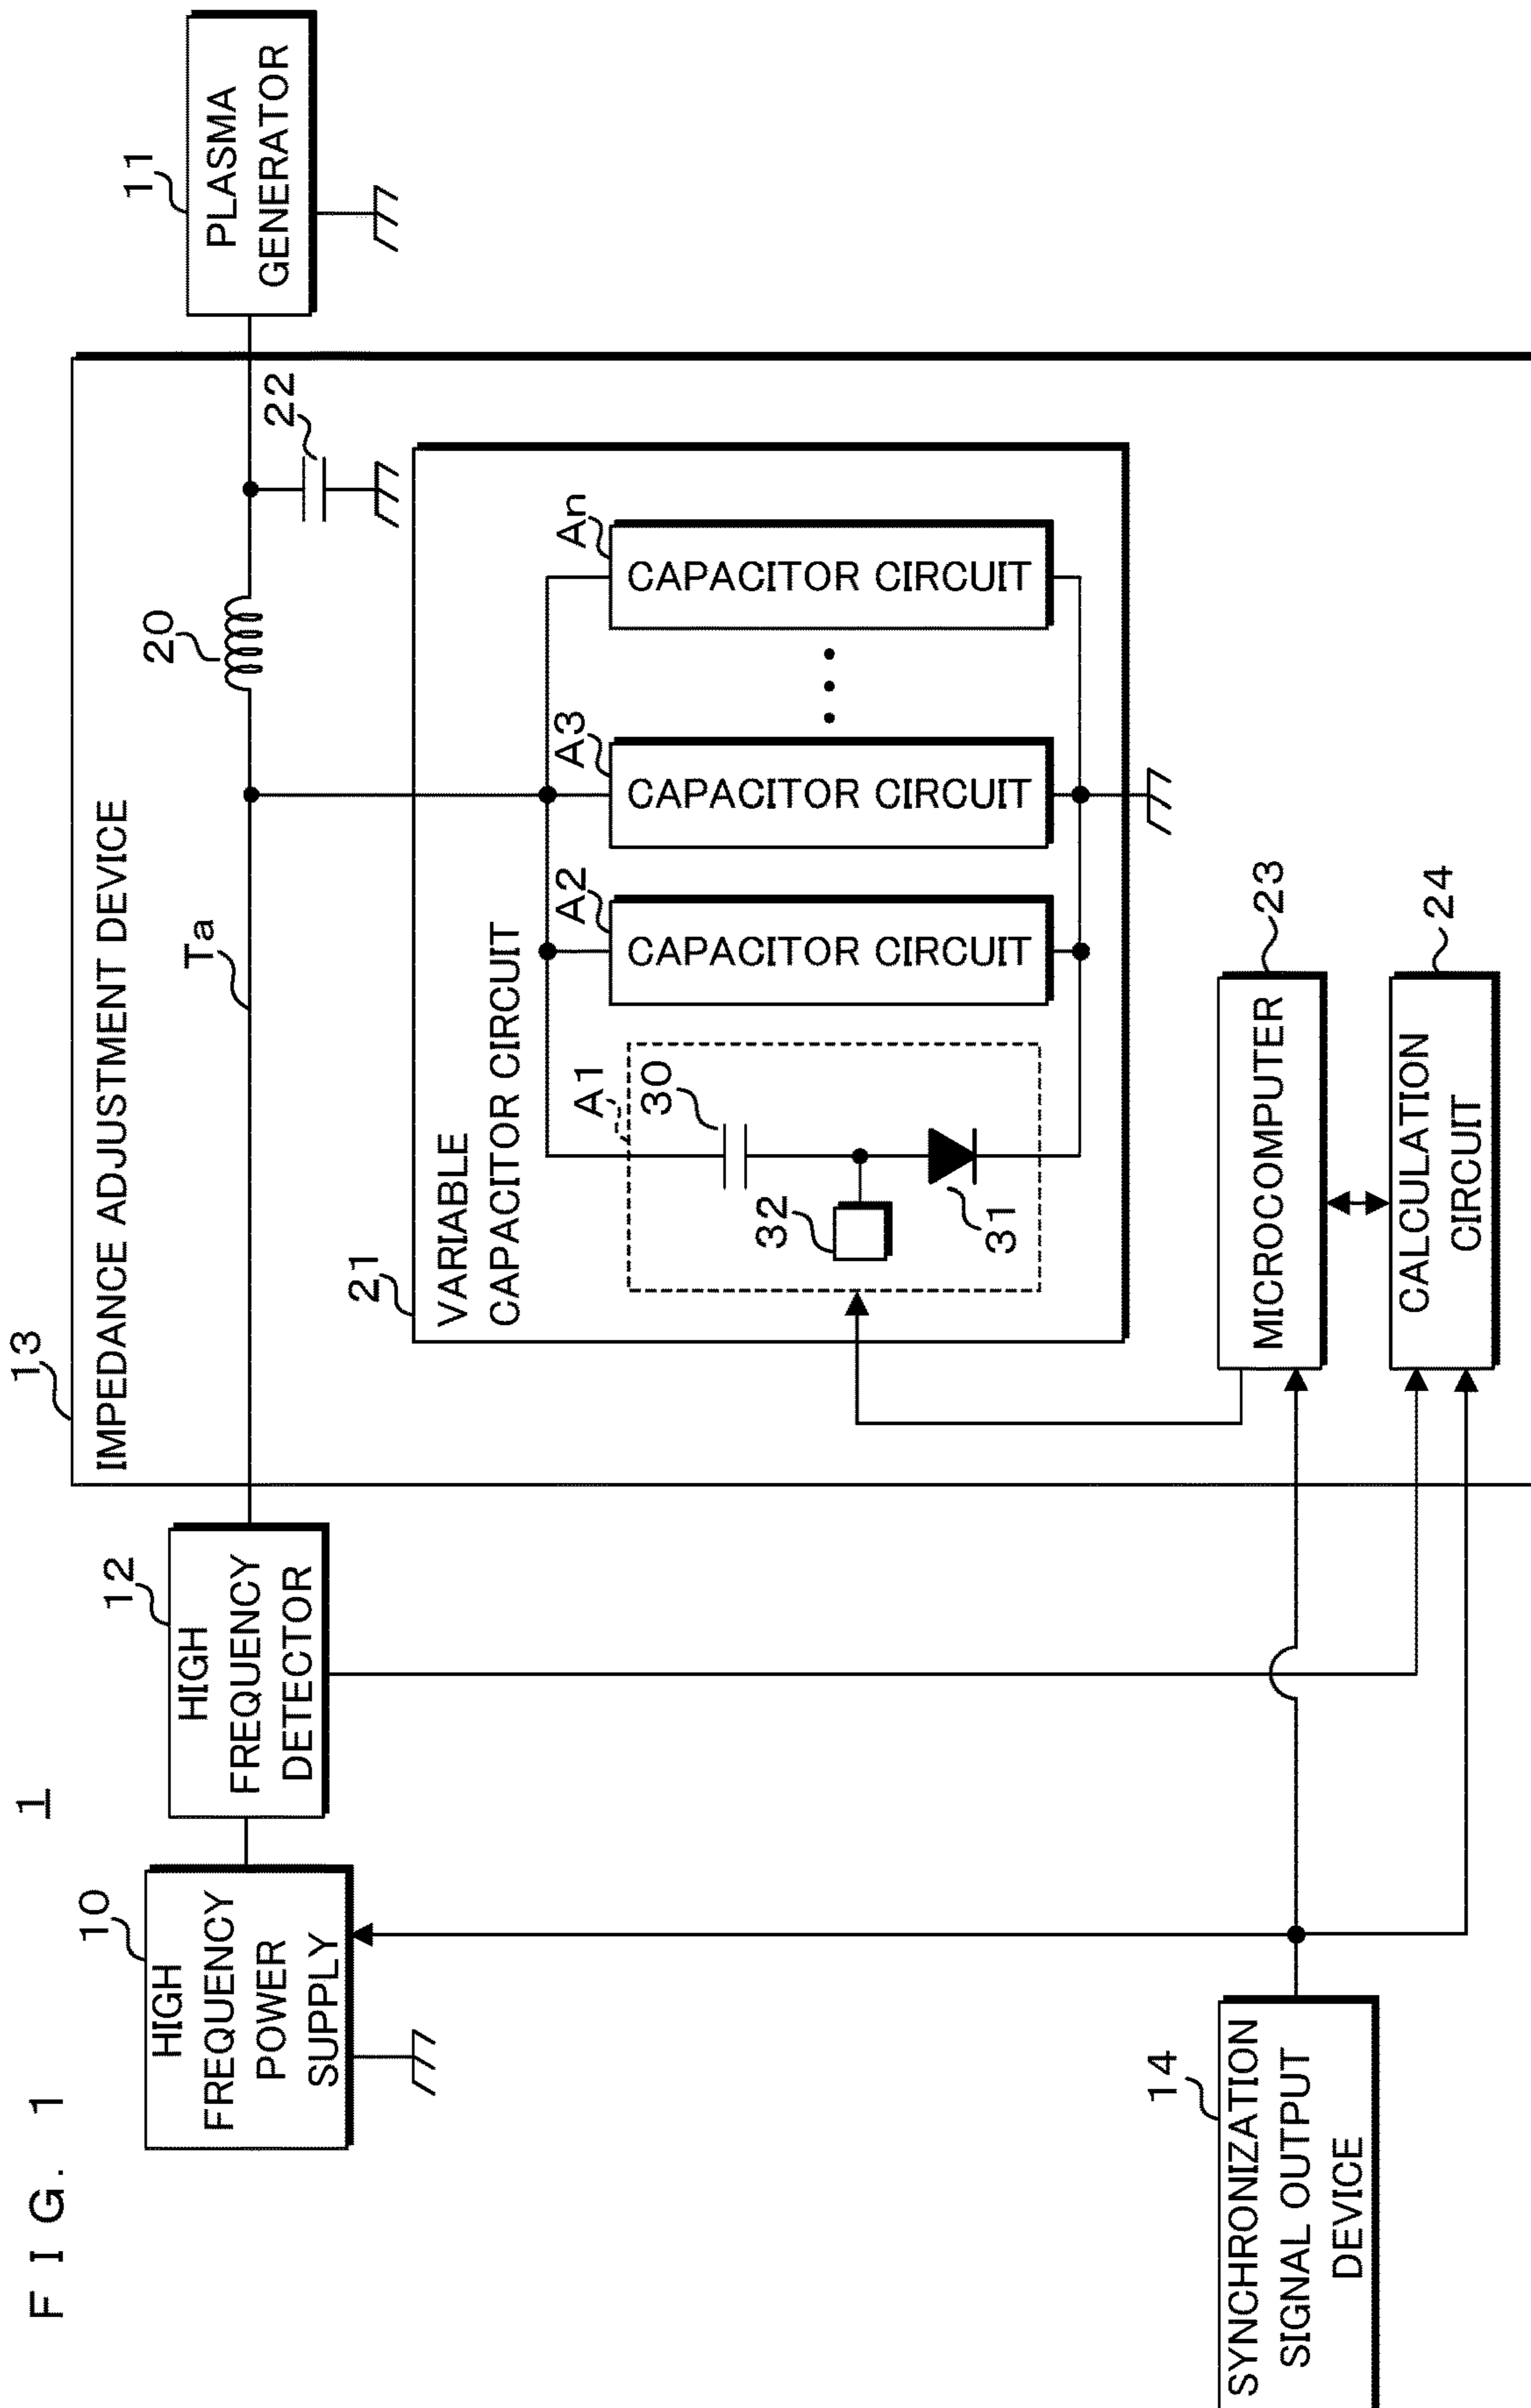 FIG. 1
1
13
IMPEDANCE ADJUSTMENT DEVICE
10
HIGH
FREQUENCY
POWER
SUPPLY
12
HIGH
FREQUENCY
DETECTOR
Ta
20
22
11
PLASMA
GENERATOR
21
VARIABLE
CAPACITOR CIRCUIT
A1
30
32
31
A2
CAPACITOR CIRCUIT
A3
CAPACITOR CIRCUIT
An
CAPACITOR CIRCUIT
14
SYNCHRONIZATION
SIGNAL OUTPUT
DEVICE
MICROCOMPUTER
23
CALCULATION
CIRCUIT
24